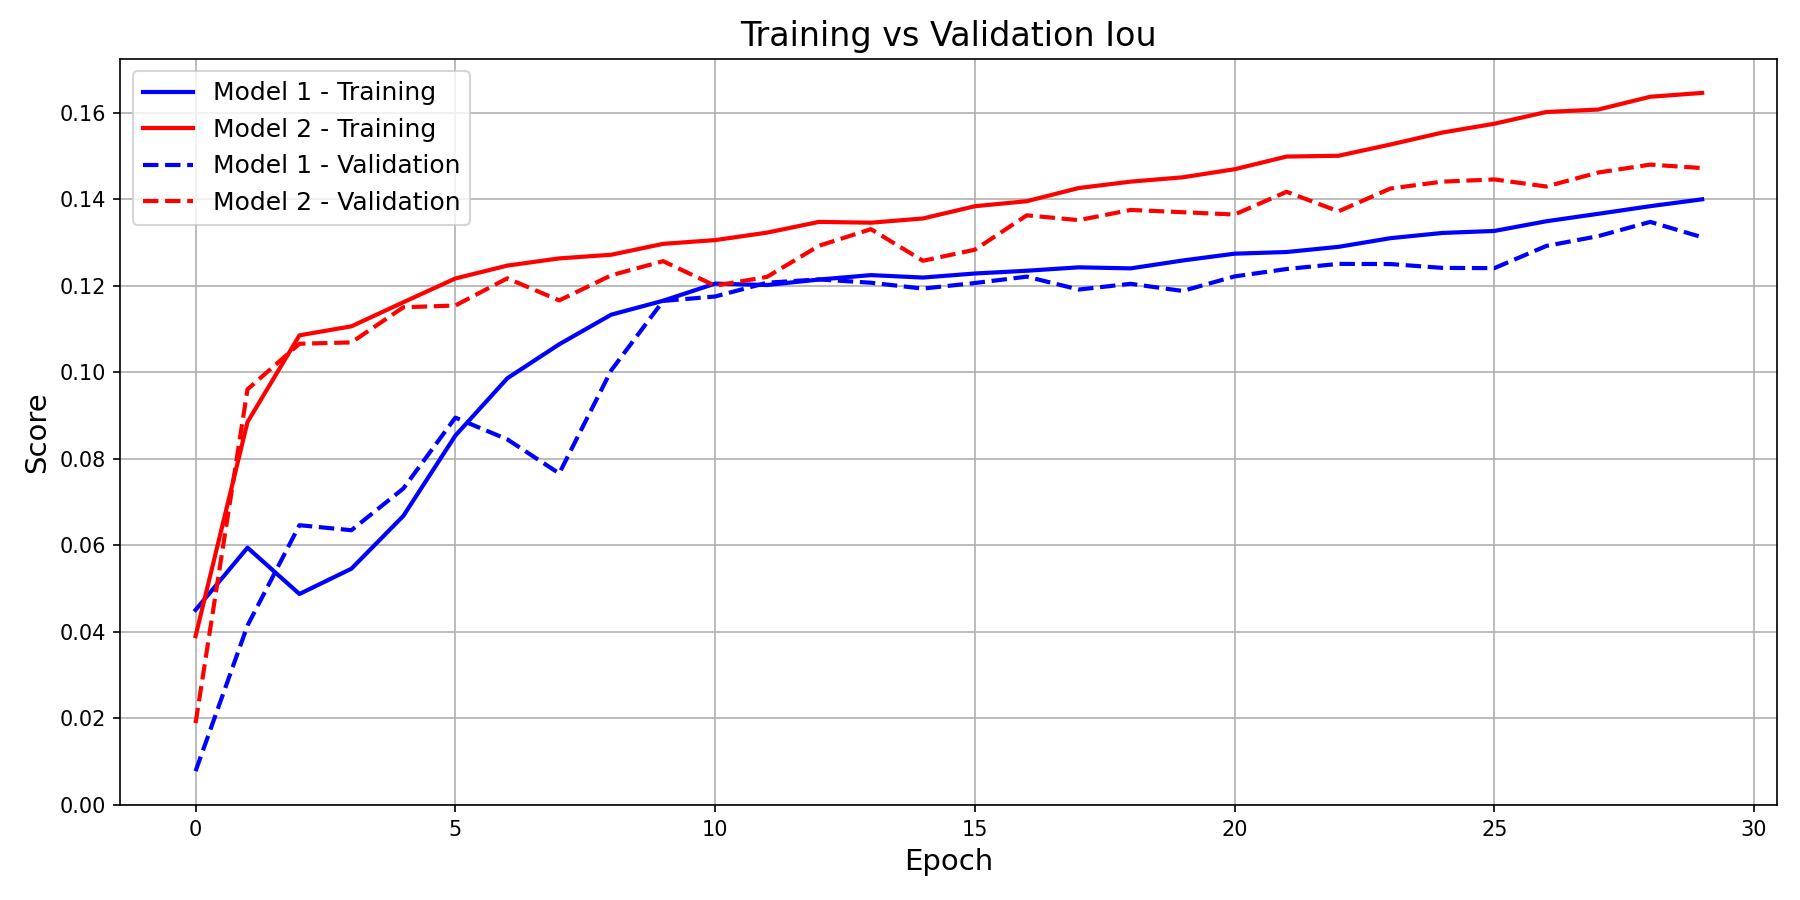 Training vs Validation Iou
Model 1 - Training
Model 2 - Training
Model 1 - Validation
Model 2 - Validation
Score
0.16
0.14
0.12
0.10
0.08
0.06
0.04
0.02
0.00
0 5 10 15 20 25 30
Epoch